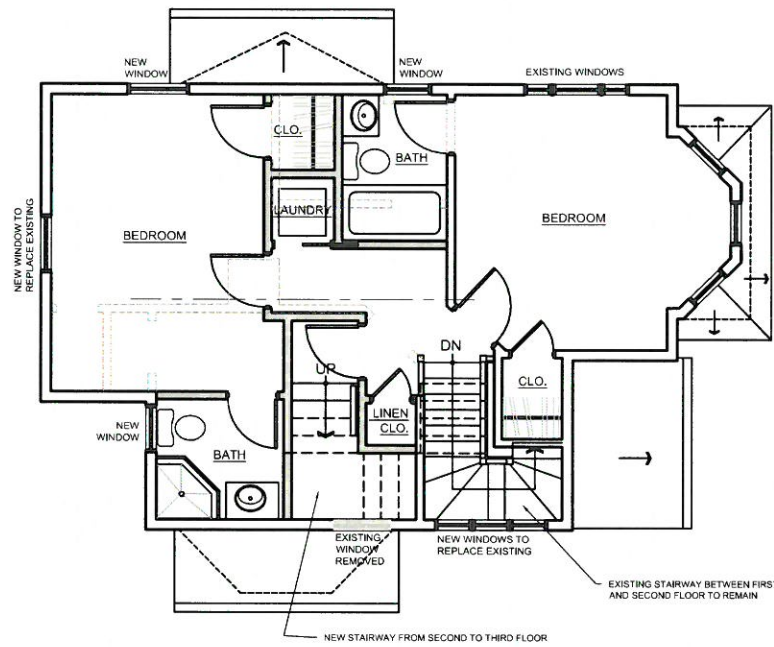 NEW
WINDOW
NEW
WINDOW
EXISTING WINDOWS
CLO.
BATH
LAUNDRY
BEDROOM
BEDROOM
NEW WINDOW TO
REPLACE EXISTING
UP
DN
CLO.
LINEN
CLO.
NEW
WINDOW
BATH
EXISTING
WINDOW
REMOVED
NEW WINDOWS TO
REPLACE EXISTING
EXISTING STAIRWAY BETWEEN FIRS
AND SECOND FLOOR TO REMAIN
NEW STAIRWAY FROM SECOND TO THIRD FLOOR